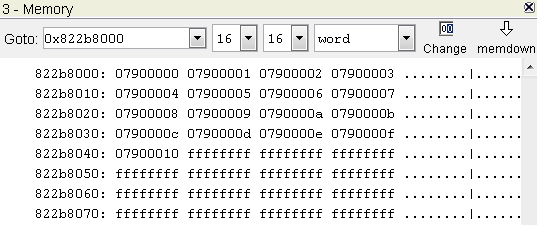 3 - Memory
Goto: 0x822b8000 16 16 word Change memdown
822b8000: 07900000 07900001 07900002 07900003 ........|......
822b8010: 07900004 07900005 07900006 07900007 ........|......
822b8020: 07900008 07900009 0790000a 0790000b ........|......
822b8030: 0790000c 0790000d 0790000e 0790000f ........|......
822b8040: 07900010 ffffffff ffffffff ffffffff ........|......
822b8050: ffffffff ffffffff ffffffff ffffffff ........|......
822b8060: ffffffff ffffffff ffffffff ffffffff ........|......
822b8070: ffffffff ffffffff ffffffff ffffffff ........|......